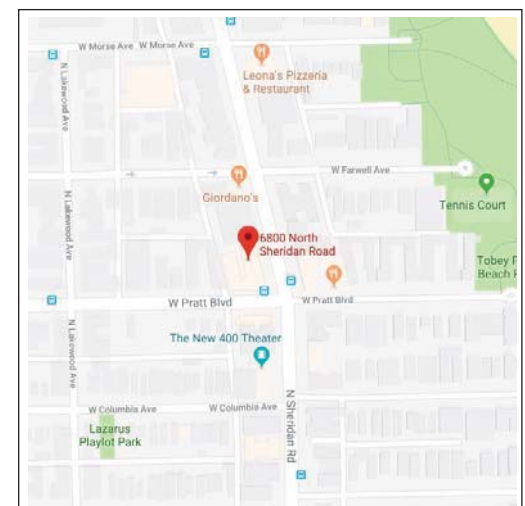 W Morse Ave W Morse Ave
N Lakewood Ave
Leona's Pizzeria
& Restaurant
W Farwell Ave
Giordano's
N Lakewood Ave
Tennis Court
6800 North
Sheridan Road
Tobey
Beach
W Pratt Blvd
W Pratt Blvd
The New 400 Theater
N Lakewood Ave
W Columbia Ave
W Columbia Ave
Lazarus
Playlot Park
N Sheridan Rd